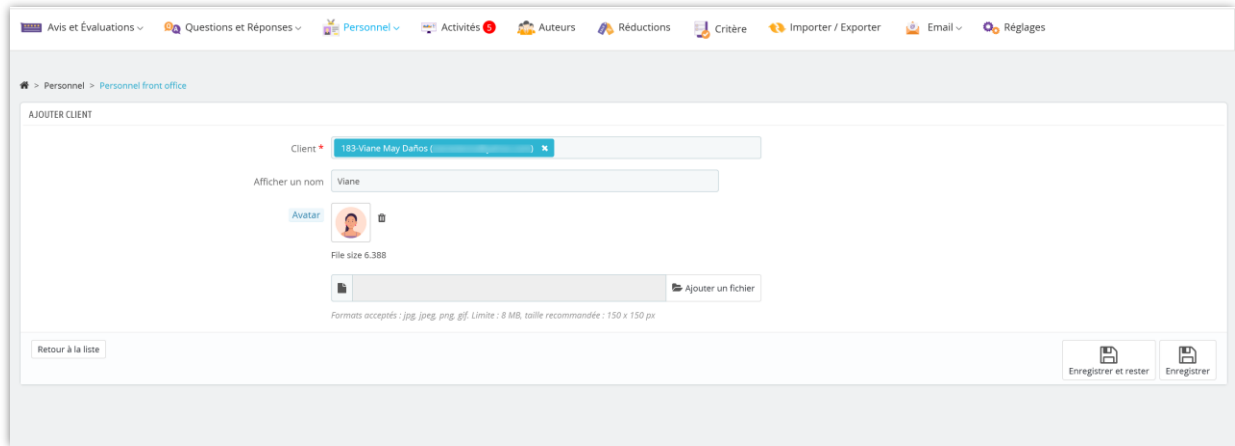 Avis et Évaluations Questions et Réponses Personnel Activités 5 Auteurs Réductions Critère Importer / Exporter Email Réglages
> Personnel > Personnel front office
AJOUTER CLIENT
Client * 183-Viane May Daños ( )
Afficher un nom Viane
Avatar
File size 6.388
Ajouter un fichier
Formats acceptés : jpg, jpeg, png, gif. Limite : 8 MB, taille recommandée : 150 x 150 px
Retour à la liste
Enregistrer et rester Enregistrer